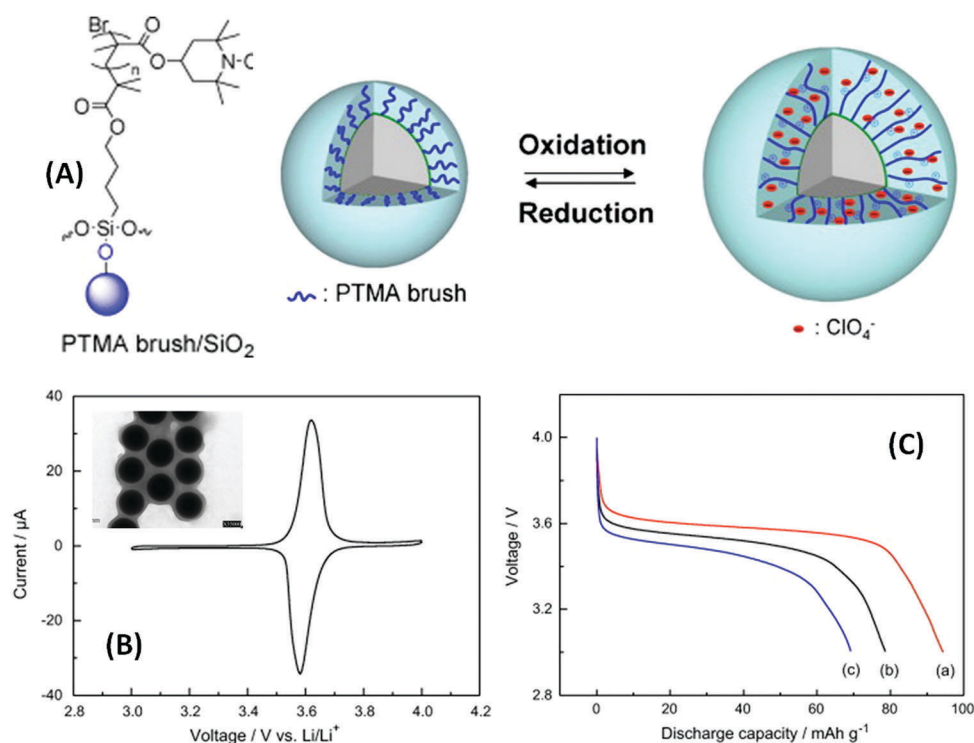 Br
O
O
N-O
n
O
O
(A)
O Si O
O
PTMA brush/SiO2
: PTMA brush
Oxidation
Reduction
: ClO4-
40
20
0
-20
-40
Current / µA
(B)
2.8 3.0 3.2 3.4 3.6 3.8 4.0 4.2
Voltage / V vs. Li/Li+
4.0
3.6
3.2
2.8
Voltage / V
(C)
(c) (b) (a)
0 20 40 60 80 100
Discharge capacity / mAh g-1